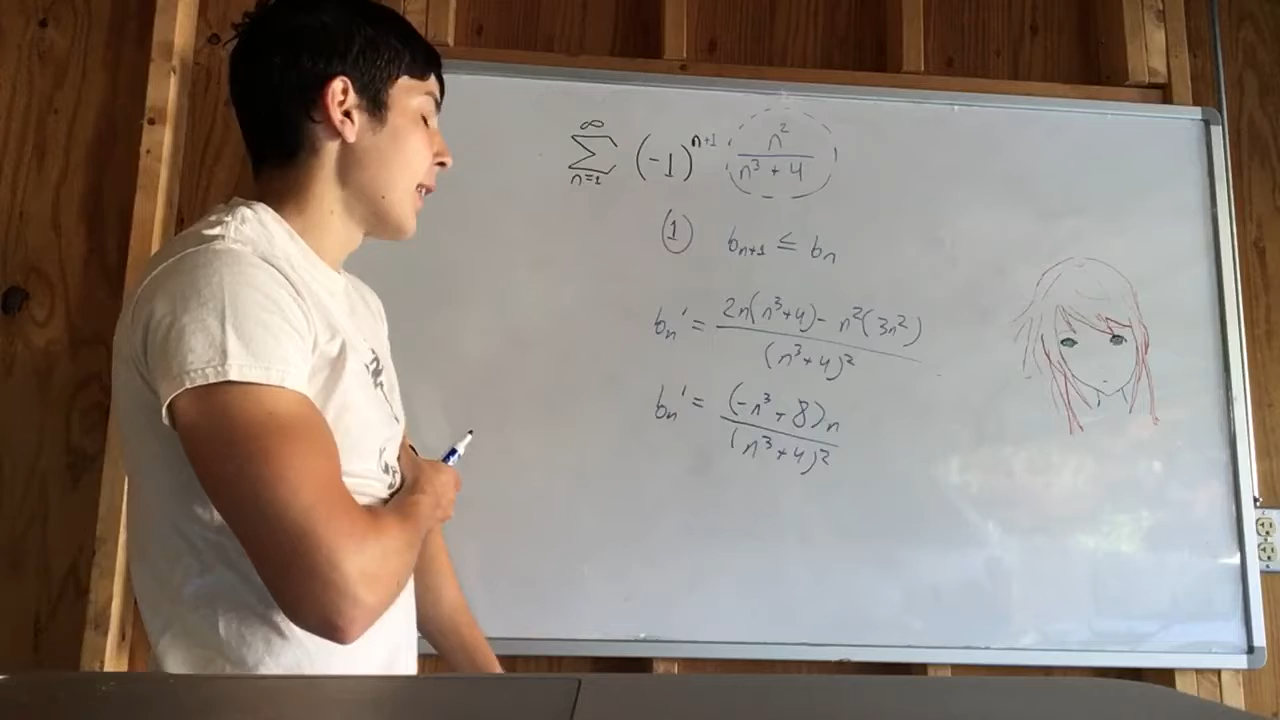 ∞ ∑ n=1 (-1)^(n+1) n²/(n³ + 4)
① bₙ₊₁ ≤ bₙ
bₙ' = (2n(n³+4) - n²(3n²))/(n³+4)²
bₙ' = ((-n³ + 8)n)/(n³+4)²